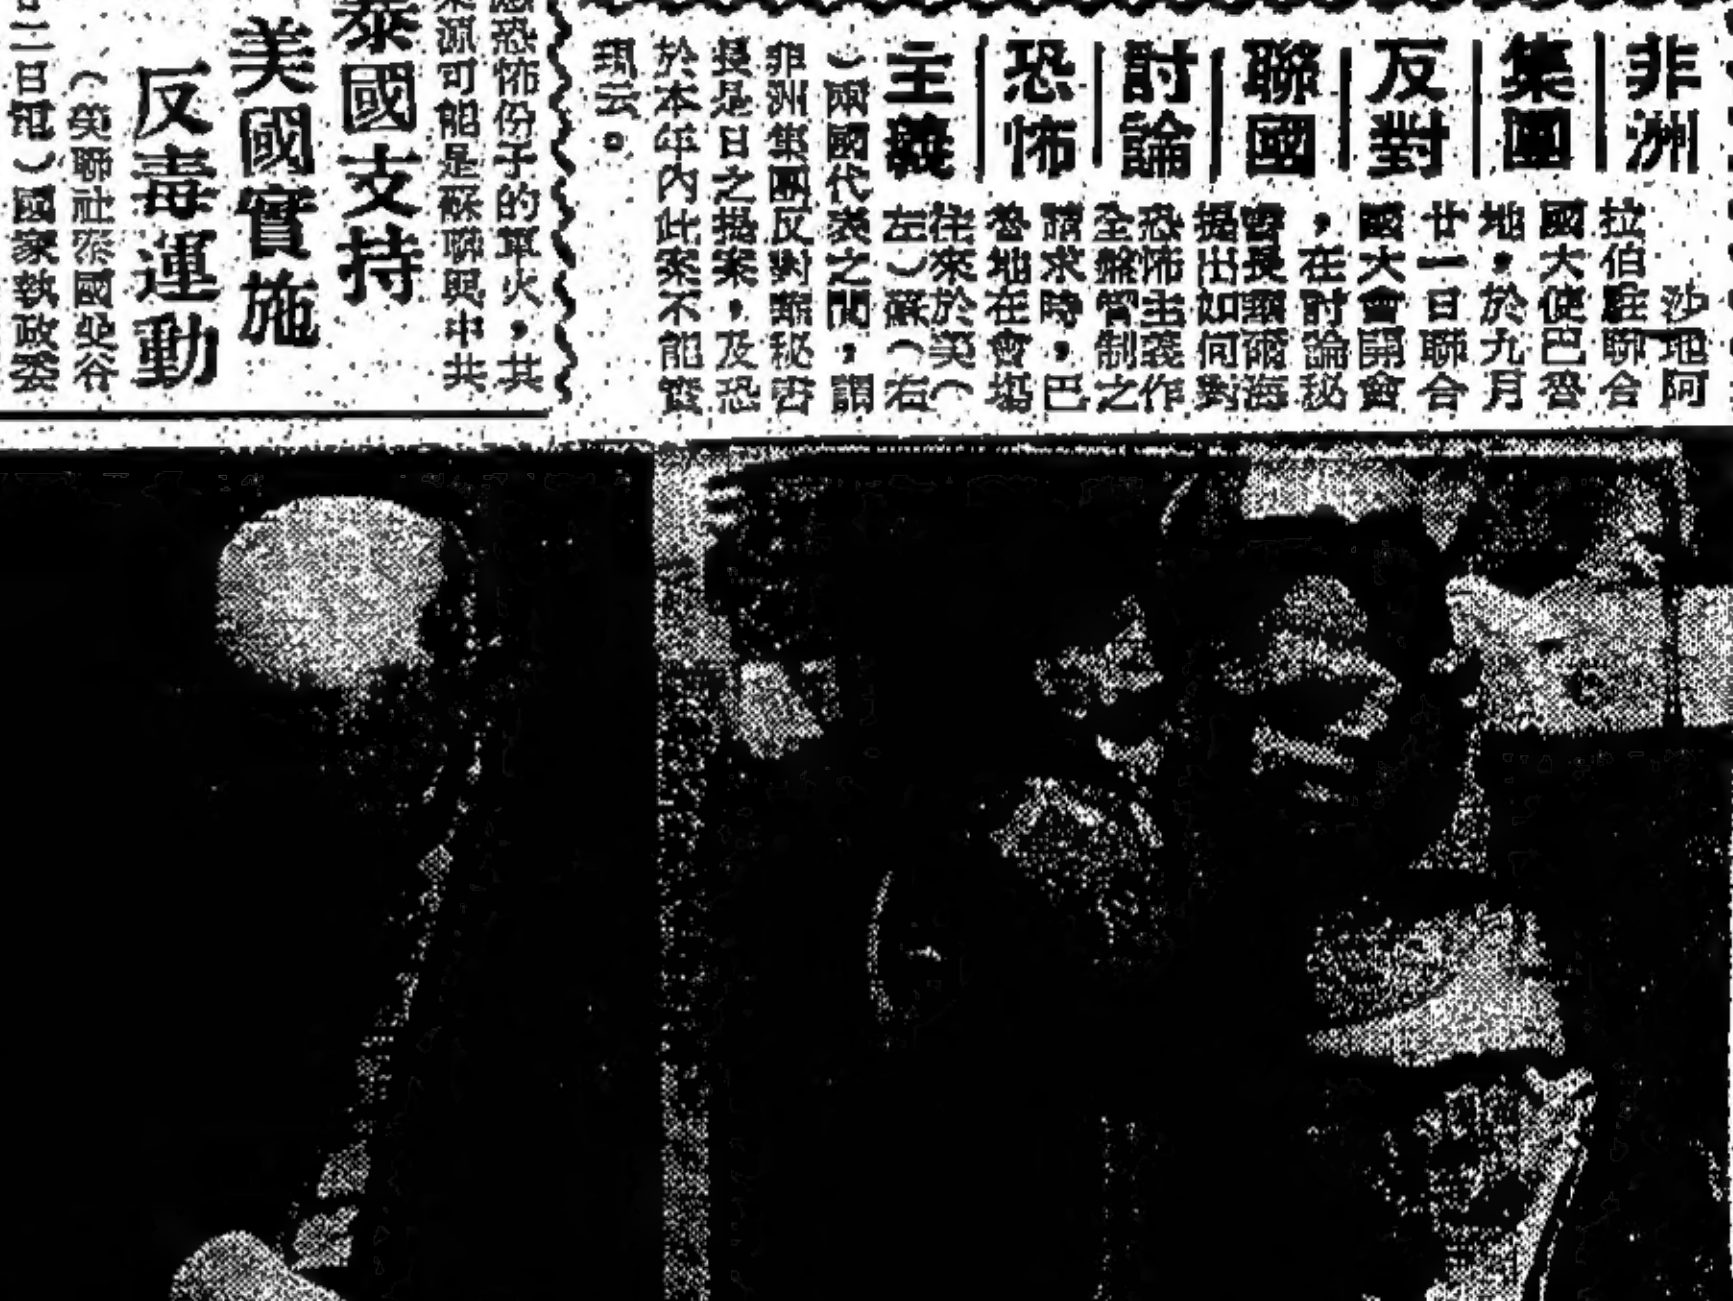 非洲
集團
反對
聯國
討論
恐怖
主義
沙地阿
拉伯駐聯合
國大使巴魯
地,於九月
廿一日聯合
國大會開會
,在討論秘
書長華爾海
提出如何對
恐怖主義作
全盤管制之
請求時,巴
魯地在會場
往來於英(
左)蘇(右
)兩國代表之間,謂
非洲集團反對無秘書
長是日之提案,及恐
於本年內此案不能實
現云。
恐怖份子的軍火,其
來源可能是蘇聯與中共
泰國支持
美國實施
反毒運動
(美聯社泰國曼谷
二日電)國家執政委